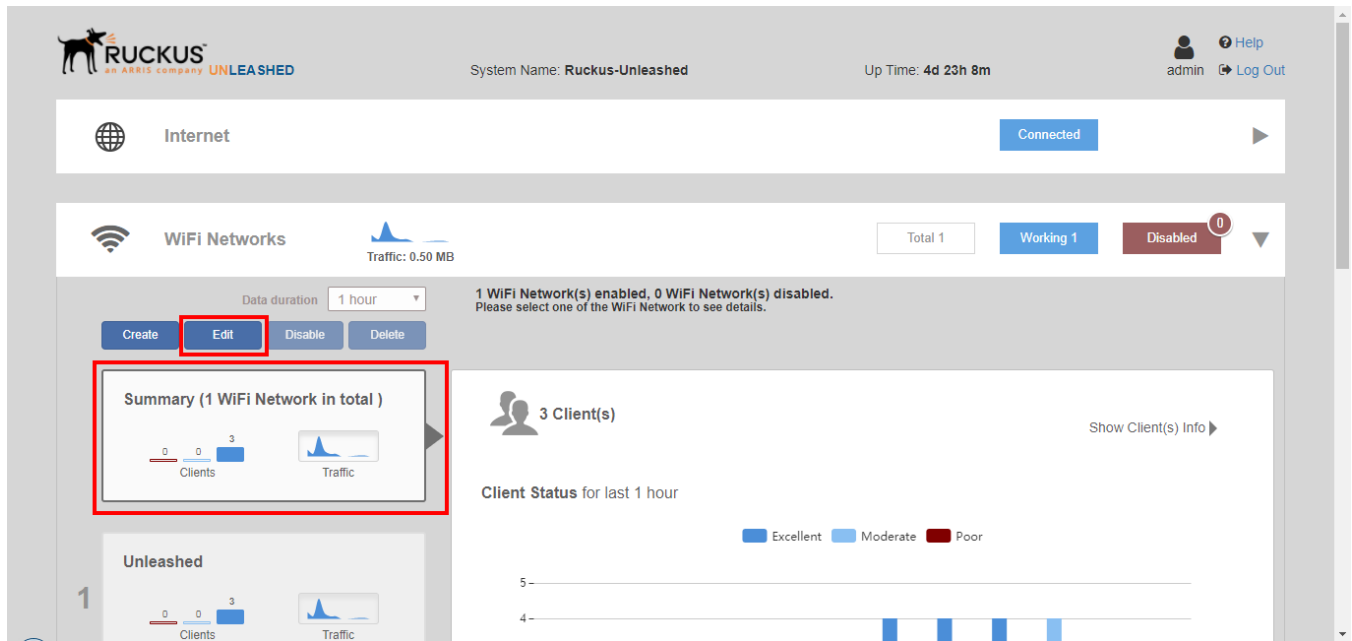 RUCKUS
an ARRIS company UNLEASHED
System Name: Ruckus-Unleashed
Up Time: 4d 23h 8m
admin
Help
Log Out
Internet
Connected
WiFi Networks
Traffic: 0.50 MB
Total 1
Working 1
Disabled
0
Data duration
1 hour
1 WiFi Network(s) enabled, 0 WiFi Network(s) disabled.
Please select one of the WiFi Network to see details.
Create
Edit
Disable
Delete
Summary (1 WiFi Network in total )
0 0 3
Clients
Traffic
3 Client(s)
Show Client(s) Info
Client Status for last 1 hour
Excellent
Moderate
Poor
5
4
1
Unleashed
0 0 3
Clients
Traffic